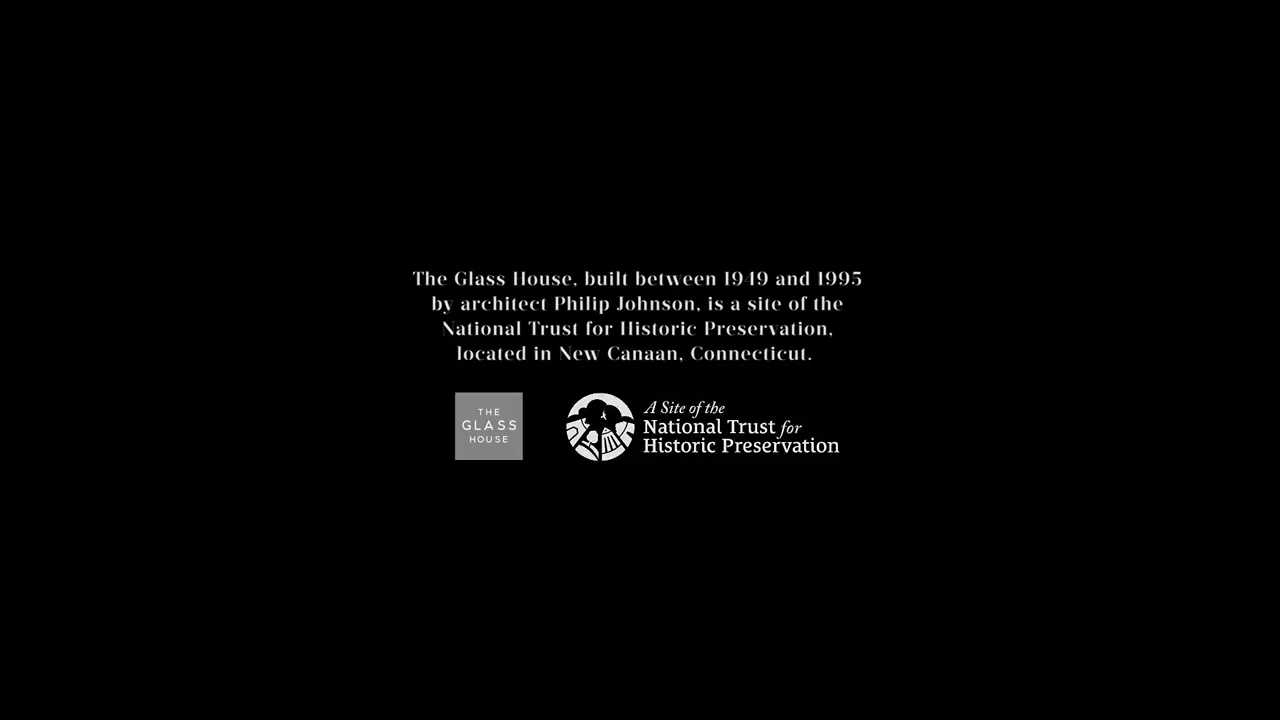 The Glass House, built between 1949 and 1995
by architect Philip Johnson, is a site of the
National Trust for Historic Preservation,
located in New Canaan, Connecticut.
THE
GLASS
HOUSE
A Site of the
National Trust for
Historic Preservation